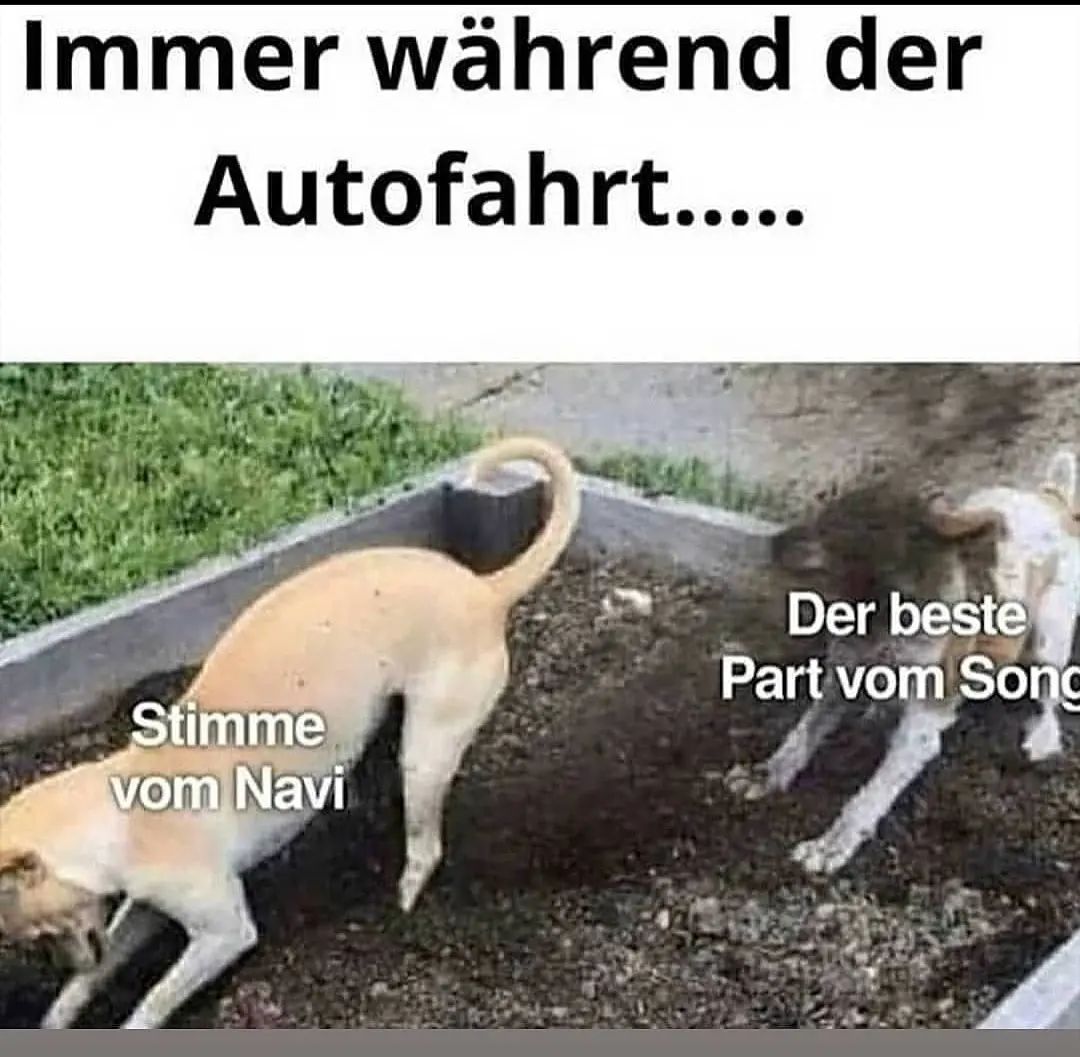 Immer während der
Autofahrt.....
Der beste
Part vom Song
Stimme
vom Navi